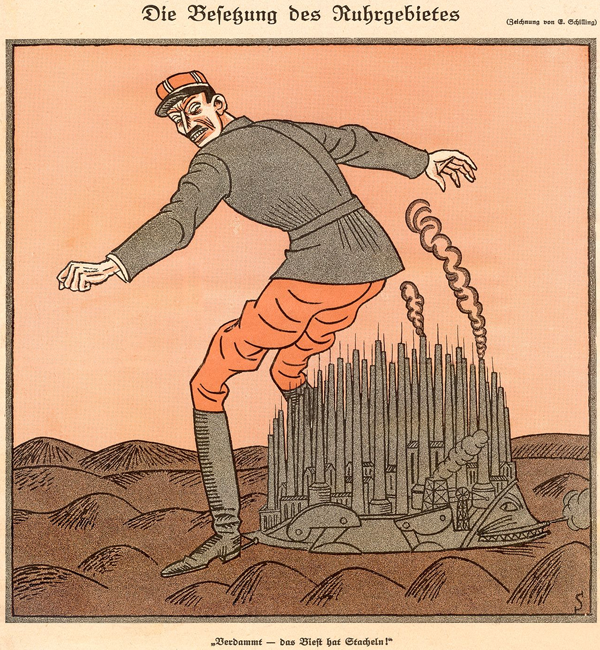 Die Besetzung des Ruhrgebietes
(Zeichnung von E. Schilling)
S
„Verdammt — das Biest hat Stacheln!“